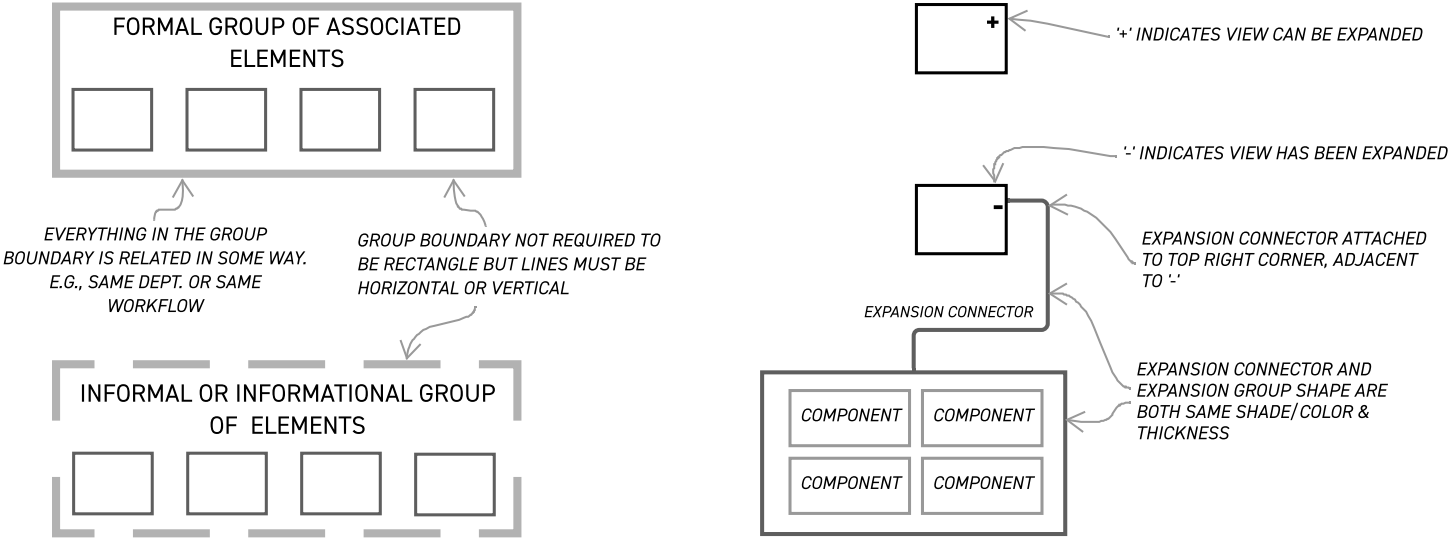 FORMAL GROUP OF ASSOCIATED
ELEMENTS
EVERYTHING IN THE GROUP
BOUNDARY IS RELATED IN SOME WAY.
E.G., SAME DEPT. OR SAME
WORKFLOW
GROUP BOUNDARY NOT REQUIRED TO
BE RECTANGLE BUT LINES MUST BE
HORIZONTAL OR VERTICAL
INFORMAL OR INFORMATIONAL GROUP
OF ELEMENTS
+
'+' INDICATES VIEW CAN BE EXPANDED
'-' INDICATES VIEW HAS BEEN EXPANDED
-
EXPANSION CONNECTOR ATTACHED
TO TOP RIGHT CORNER, ADJACENT
TO '-'
EXPANSION CONNECTOR
EXPANSION CONNECTOR AND
EXPANSION GROUP SHAPE ARE
BOTH SAME SHADE/COLOR &
THICKNESS
COMPONENT
COMPONENT
COMPONENT
COMPONENT